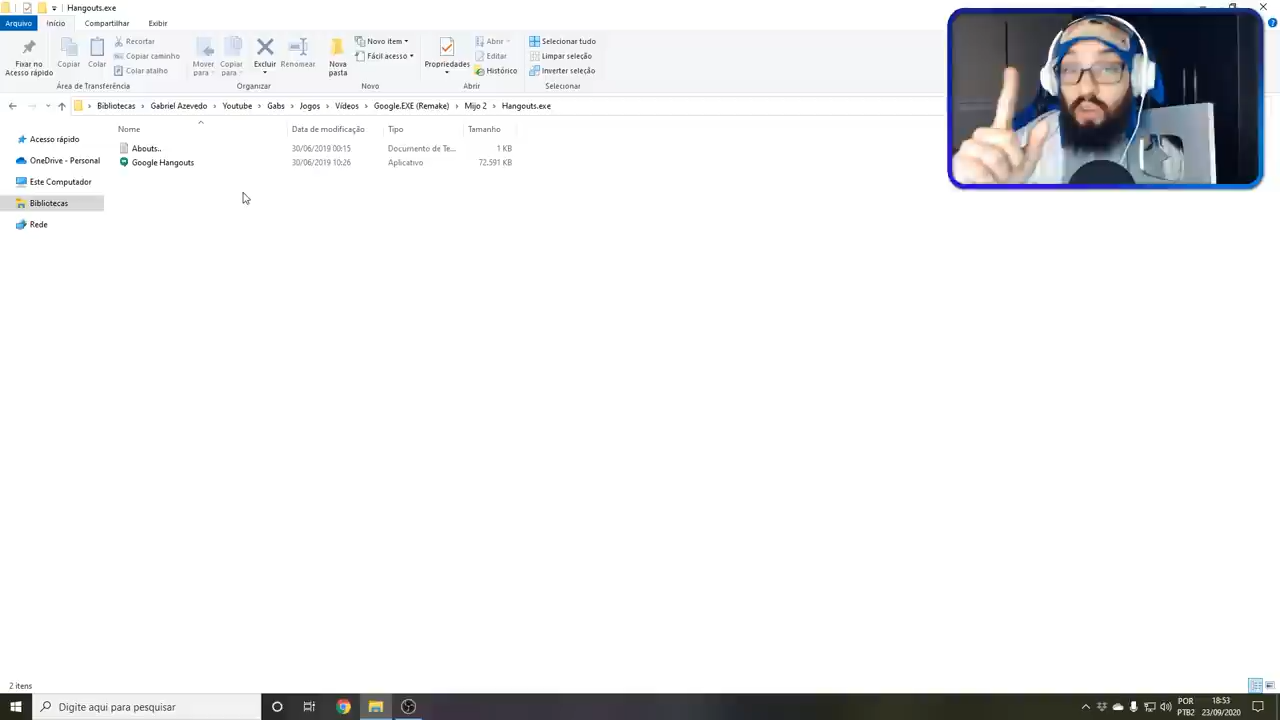 Hangouts.exe
Arquivo Início Compartilhar Exibir
Fixar no Acesso rápido
Copiar
Colar
Recortar
Copiar caminho
Colar atalho
Área de Transferência
Mover para
Copiar para
Excluir
Renomear
Organizar
Nova pasta
Novo item
Fácil acesso
Novo
Propriedades
Abrir
Editar
Histórico
Abrir
Selecionar tudo
Limpar seleção
Inverter seleção
Selecionar
Bibliotecas > Gabriel Azevedo > Youtube > Gabs > Jogos > Vídeos > Google.EXE (Remake) > Mijo 2 > Hangouts.exe
Nome Data de modificação Tipo Tamanho
Abouts.. 30/06/2019 00:15 Documento de Te... 1 KB
Google Hangouts 30/06/2019 10:26 Aplicativo 72.591 KB
Acesso rápido
OneDrive - Personal
Este Computador
Bibliotecas
Rede
2 itens
Digite aqui para pesquisar
POR
PTB2
18:53
23/09/2020